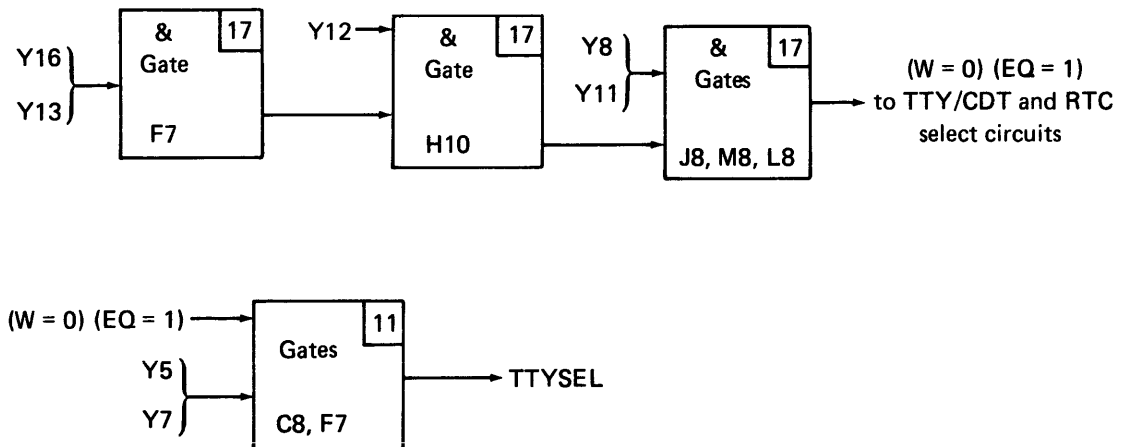 Y16
Y13
&
Gate
17
F7
Y12
&
Gate
17
H10
Y8
Y11
&
Gates
17
J8, M8, L8
(W = 0) (EQ = 1)
to TTY/CDT and RTC
select circuits
(W = 0) (EQ = 1)
Y5
Y7
Gates
11
C8, F7
TTYSEL